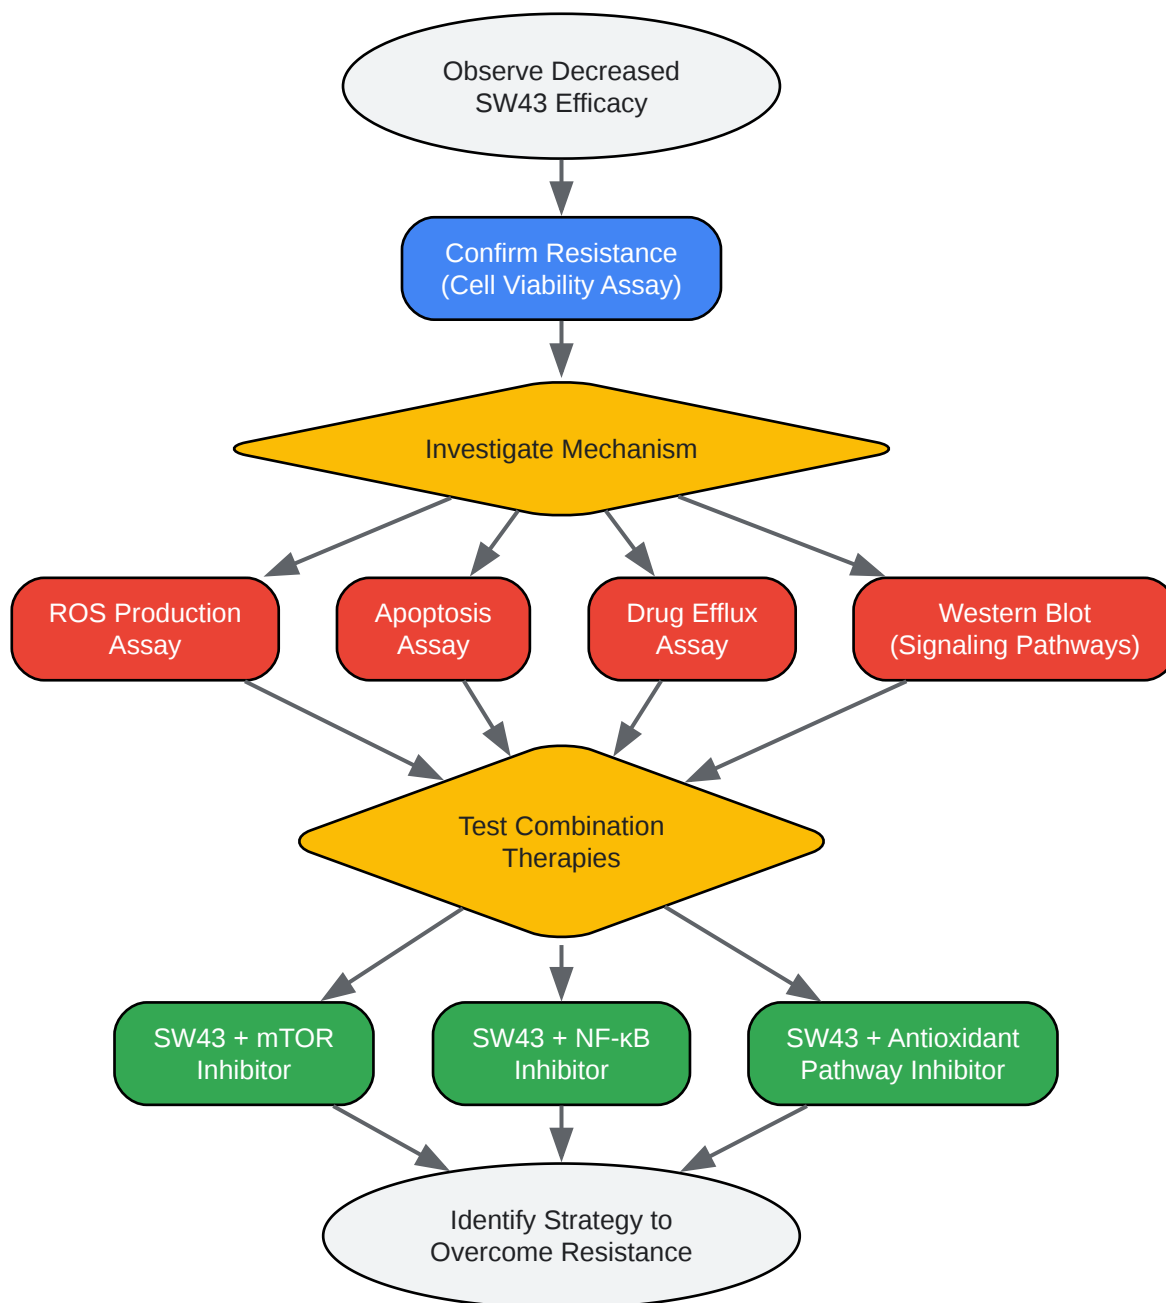 Observe Decreased
SW43 Efficacy
Confirm Resistance
(Cell Viability Assay)
Investigate Mechanism
ROS Production
Assay
Apoptosis
Assay
Drug Efflux
Assay
Western Blot
(Signaling Pathways)
Test Combination
Therapies
SW43 + mTOR
Inhibitor
SW43 + NF-κB
Inhibitor
SW43 + Antioxidant
Pathway Inhibitor
Identify Strategy to
Overcome Resistance